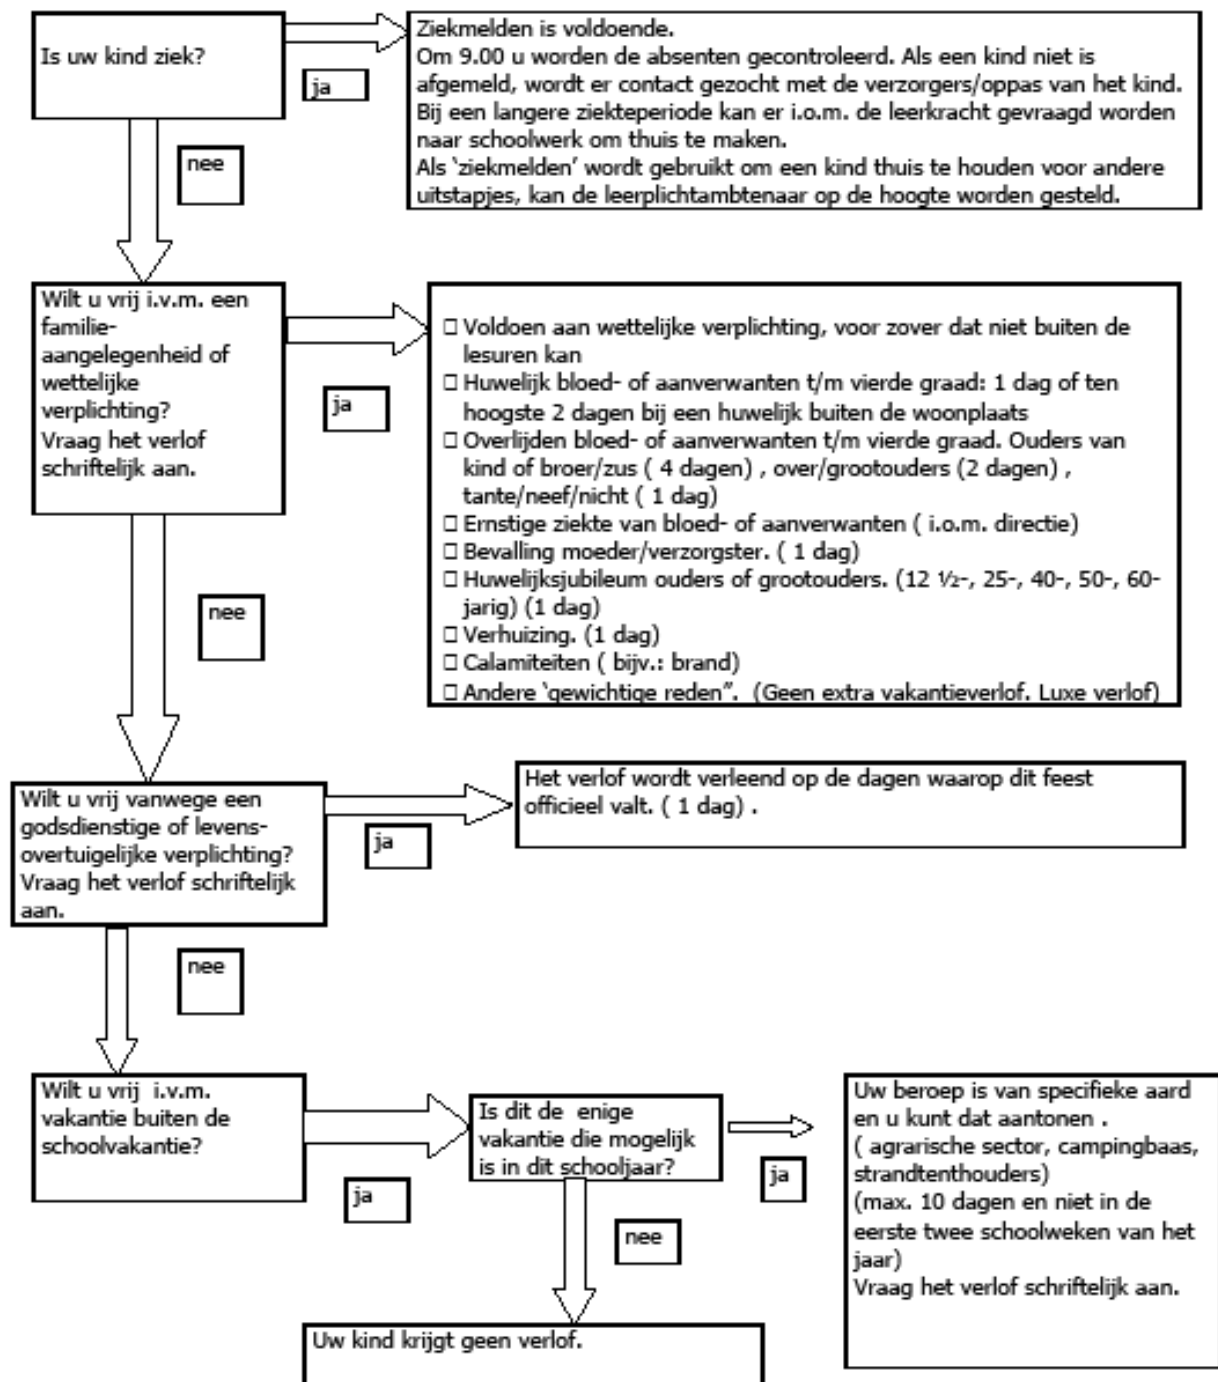 Is uw kind ziek?
ja
Ziekmelden is voldoende.
Om 9.00 u worden de absenten gecontroleerd. Als een kind niet is
afgemeld, wordt er contact gezocht met de verzorgers/oppas van het kind.
Bij een langere ziekteperiode kan er i.o.m. de leerkracht gevraagd worden
naar schoolwerk om thuis te maken.
Als ‘ziekmelden’ wordt gebruikt om een kind thuis te houden voor andere
uitstapjes, kan de leerplichtambtenaar op de hoogte worden gesteld.
nee
Wilt u vrij i.v.m. een
familie-
aangelegenheid of
wettelijke
verplichting?
Vraag het verlof
schriftelijk aan.
ja
□ Voldoen aan wettelijke verplichting, voor zover dat niet buiten de
lesuren kan
□ Huwelijk bloed- of aanverwanten t/m vierde graad: 1 dag of ten
hoogste 2 dagen bij een huwelijk buiten de woonplaats
□ Overlijden bloed- of aanverwanten t/m vierde graad. Ouders van
kind of broer/zus ( 4 dagen) , over/grootouders (2 dagen) ,
tante/neef/nicht ( 1 dag)
□ Ernstige ziekte van bloed- of aanverwanten ( i.o.m. directie)
□ Bevalling moeder/verzorgster. ( 1 dag)
□ Huwelijksjubileum ouders of grootouders. (12 ½-, 25-, 40-, 50-, 60-
jarig) (1 dag)
□ Verhuizing. (1 dag)
□ Calamiteiten ( bijv.: brand)
□ Andere ‘gewichtige reden”. (Geen extra vakantieverlof. Luxe verlof)
nee
Wilt u vrij vanwege een
godsdienstige of levens-
overtuigelijke verplichting?
Vraag het verlof schriftelijk
aan.
ja
Het verlof wordt verleend op de dagen waarop dit feest
officieel valt. ( 1 dag) .
nee
Wilt u vrij i.v.m.
vakantie buiten de
schoolvakantie?
ja
Is dit de enige
vakantie die mogelijk
is in dit schooljaar?
ja
Uw beroep is van specifieke aard
en u kunt dat aantonen .
( agrarische sector, campingbaas,
strandtenthouders)
(max. 10 dagen en niet in de
eerste twee schoolweken van het
jaar)
Vraag het verlof schriftelijk aan.
nee
Uw kind krijgt geen verlof.